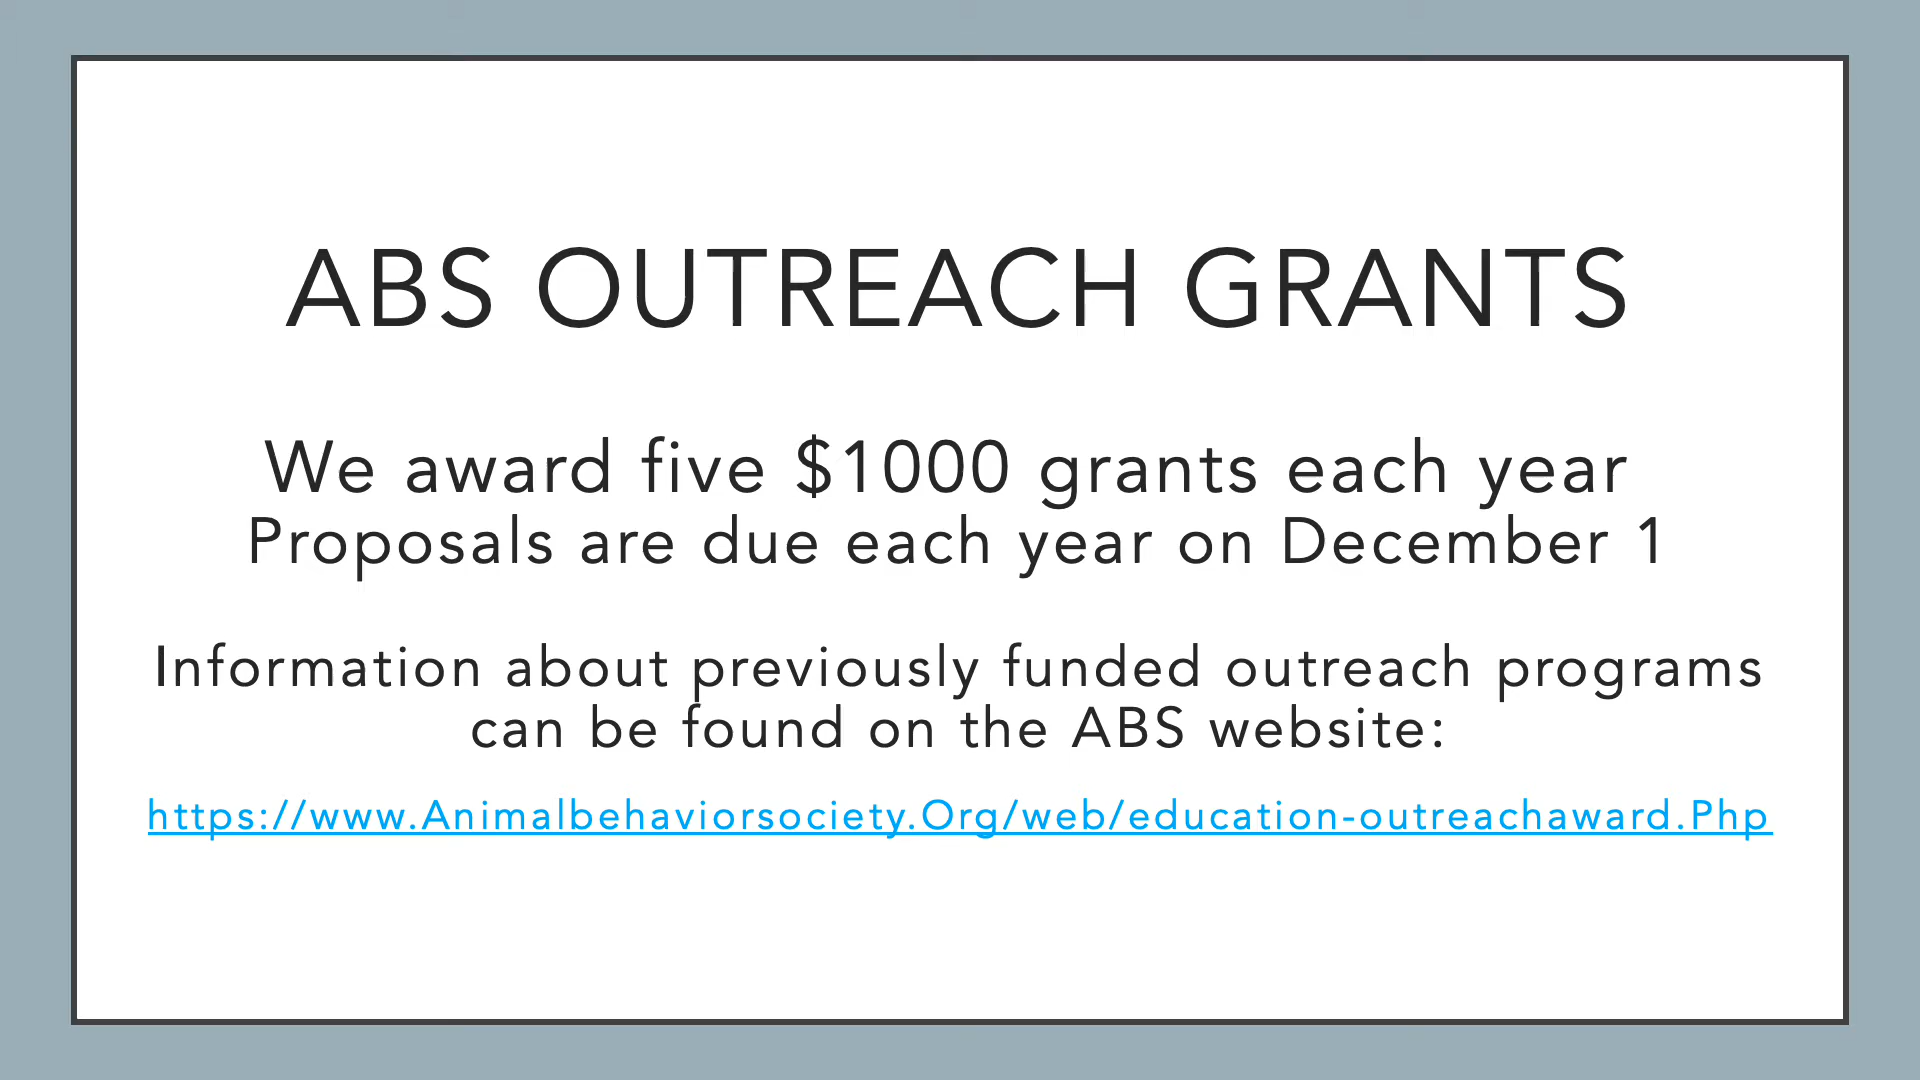 ABS OUTREACH GRANTS
We award five $1000 grants each year
Proposals are due each year on December 1
Information about previously funded outreach programs
can be found on the ABS website:
https://www.Animalbehaviorsociety.Org/web/education-outreachaward.Php